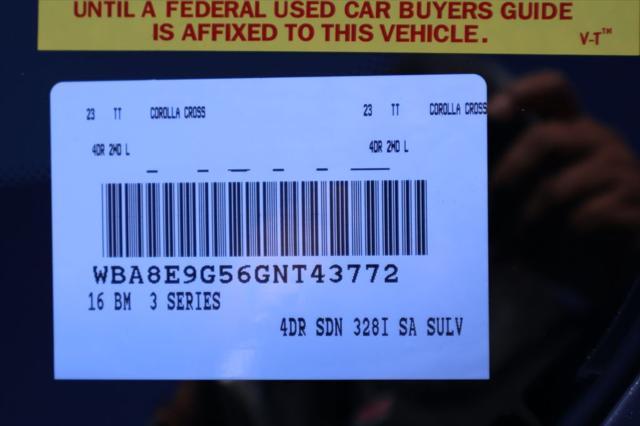 UNTIL A FEDERAL USED CAR BUYERS GUIDE
IS AFFIXED TO THIS VEHICLE.
V-T™
23 TT COROLLA CROSS 23 TT COROLLA CROSS
4DR 2WD L 4DR 2WD L
WBA8E9G56GNT43772
16 BM 3 SERIES
4DR SDN 328I SA SULV